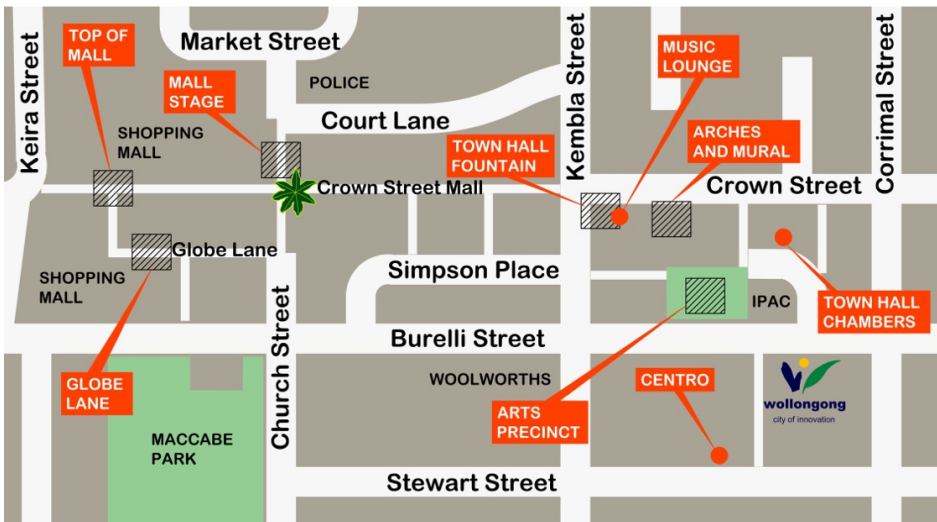 TOP OF
MALL
Market Street
MUSIC
LOUNGE
Keira Street
MALL
STAGE
POLICE
Kembla Street
Corrimal Street
Court Lane
SHOPPING
MALL
TOWN HALL
FOUNTAIN
ARCHES
AND MURAL
Crown Street Mall
Crown Street
Globe Lane
Simpson Place
SHOPPING
MALL
IPAC
TOWN HALL
CHAMBERS
Church Street
Burelli Street
GLOBE
LANE
WOOLWORTHS
CENTRO
ARTS
PRECINCT
wollongong
city of innovation
MACCABE
PARK
Stewart Street